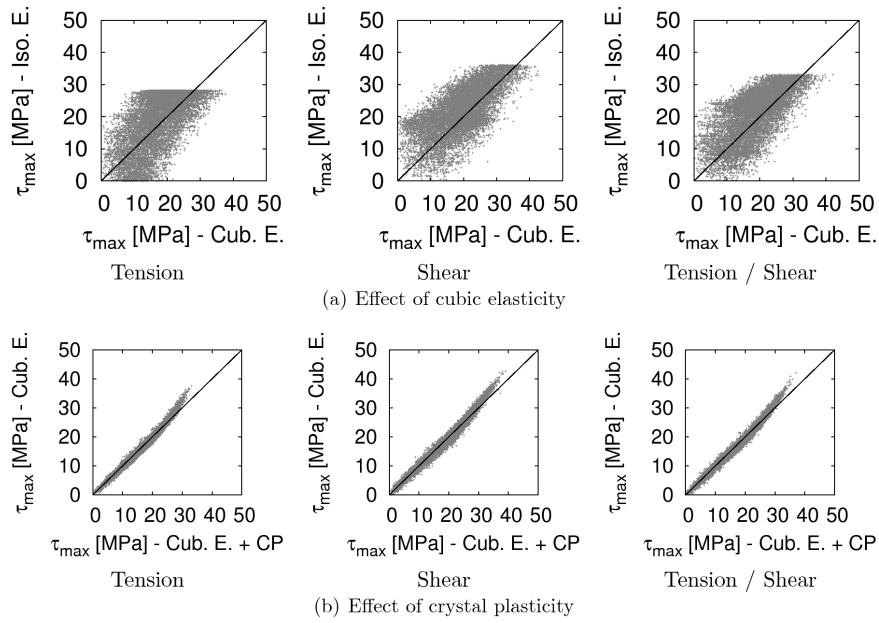 50
40
30
20
10
0
0 10 20 30 40 50
τmax [MPa] - Iso. E.
τmax [MPa] - Cub. E.
Tension
50
40
30
20
10
0
0 10 20 30 40 50
τmax [MPa] - Iso. E.
τmax [MPa] - Cub. E.
Shear
50
40
30
20
10
0
0 10 20 30 40 50
τmax [MPa] - Iso. E.
τmax [MPa] - Cub. E.
Tension / Shear
(a) Effect of cubic elasticity
50
40
30
20
10
0
0 10 20 30 40 50
τmax [MPa] - Cub. E.
τmax [MPa] - Cub. E. + CP
Tension
50
40
30
20
10
0
0 10 20 30 40 50
τmax [MPa] - Cub. E.
τmax [MPa] - Cub. E. + CP
Shear
50
40
30
20
10
0
0 10 20 30 40 50
τmax [MPa] - Cub. E.
τmax [MPa] - Cub. E. + CP
Tension / Shear
(b) Effect of crystal plasticity